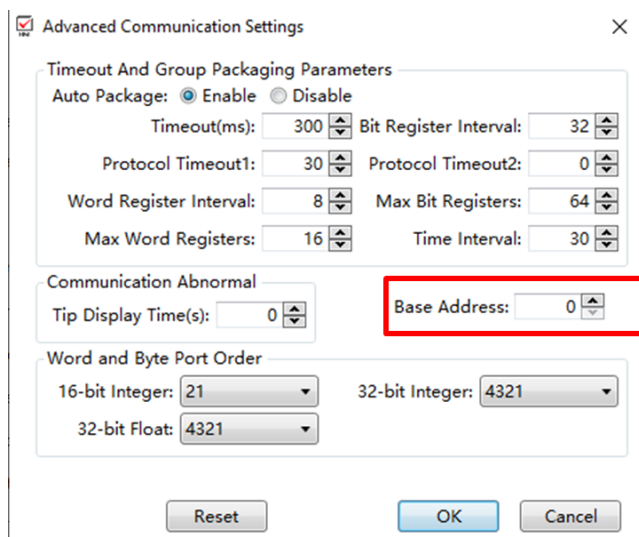 Advanced Communication Settings
Timeout And Group Packaging Parameters
Auto Package: Enable Disable
Timeout(ms): 300 Bit Register Interval: 32
Protocol Timeout1: 30 Protocol Timeout2: 0
Word Register Interval: 8 Max Bit Registers: 64
Max Word Registers: 16 Time Interval: 30
Communication Abnormal
Tip Display Time(s): 0 Base Address: 0
Word and Byte Port Order
16-bit Integer: 21 32-bit Integer: 4321
32-bit Float: 4321
Reset OK Cancel